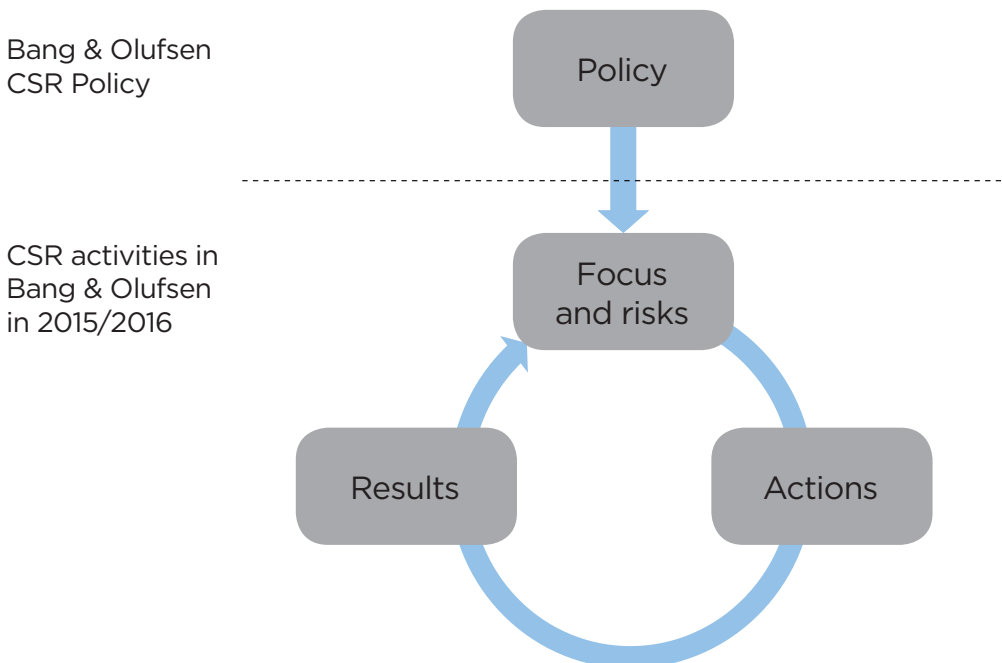 Bang & Olufsen
CSR Policy
Policy
CSR activities in
Bang & Olufsen
in 2015/2016
Focus
and risks
Results
Actions